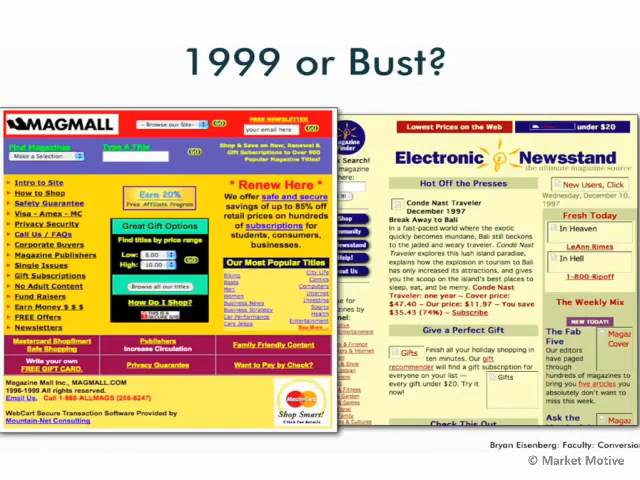 1999 or Bust?
MAGMALL
- Browse our Site-
GO
FREE NEWSLETTER
your email here
GO
Find Magazines
Make a Selection
Type A Title
GO
Shop & Save on New, Renewal &
Gift Subscriptions to Over 900
Popular Magazine Titles!
Intro to Site
How to Shop
Safety Guarantee
Visa - Amex - MC
Privacy Security
Call Us / FAQs
Corporate Buyers
Magazine Publishers
Single Issues
Gift Subscriptions
No Adult Content
Fund Raisers
Earn Money $ $ $
FREE Offers
Newsletters
Earn 20%
Free Affiliate Program
Great Gift Options
Find titles by price range
Low: 8.00
High: 10.00
GO
Browse all our titles!
How Do I Shop?
* Renew Here *
We offer safe and secure
savings of up to 85% off
retail prices on hundreds
of subscriptions for
students, consumers,
businesses.
Our Most Popular Titles
Biking
Boats
Men
Women
Business News
Business Strategy
Car Performance
Cars Jeeps
City Life
Comics
Computers
Internet
Investing
Sports
Health
Entertainment
See More...
Mastercard ShopSmart
Safe Shopping
Publishers
Increase Circulation
Family Friendly Content
Write your own
FREE GIFT CARD.
Privacy Guarantee
Want to Pay by Check?
Magazine Mall Inc., MAGMALL.COM
1996-1999 All rights reserved.
Email Us. Call 1-888-ALLMAGS (255-6247)
WebCart Secure Transaction Software Provided by
Mountain-Net Consulting
MasterCard
Shop Smart!
Click for details
Lowest Prices on the Web
under $20
Electronic Newsstand
the ultimate magazine source
Hot Off the Presses
New Users, Click
Wednesday, December 10,
1997
Conde Nast Traveler
December 1997
Break Away to Bali
In a fast-paced world where the exotic
quickly becomes mundane, Bali still beckons
to the jaded and weary traveler. Condé Nast
Traveler explores this lush island paradise,
explains how the explosion in tourism to Bali
has only increased its attractions, and gives
you a sense of the island's best places to
sleep, eat, and be merry. Conde Nast
Traveler: one year ~ Cover price:
$47.40 ~ Our price: $11.97 ~ You save
$35.43 (74%) ~ Subscribe
Give a Perfect Gift
Gifts
Finish all your holiday shopping in
ten minutes. Our gift
recommender will find a gift subscription for
everyone on your list —
every gift under $20. Try it
now!
Gifts
Check This Out
Fresh Today
In Heaven
LeAnn Rimes
In Hell
1-800-Ripoff
The Weekly Mix
NEW TODAY!
The Fab
Five
Our editors
have paged
through
hundreds of magazines to
bring you five articles you
absolutely don't want to
miss this week.
Magaz
Cover
Ask the
Magaz
Bryan Eisenberg: Faculty: Conversio
© Market Motive